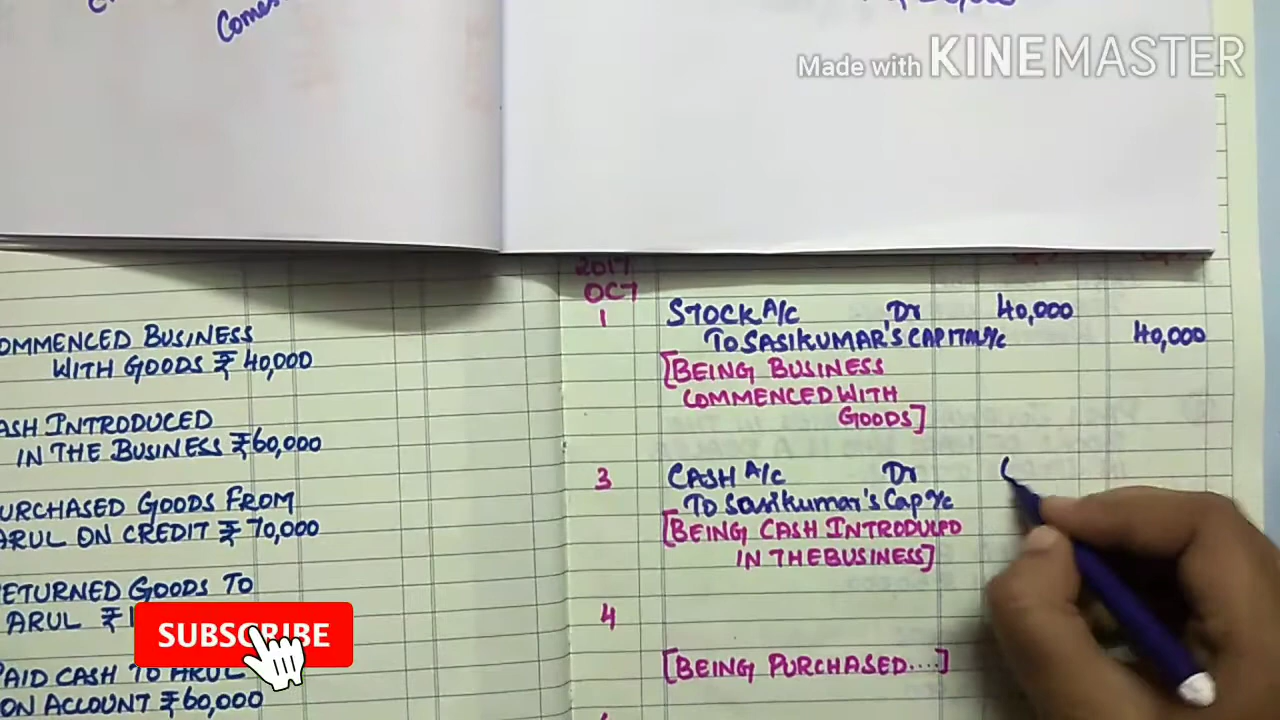 Comes
Made with KINEMASTER
OMMENCED BUSINESS
WITH GOODS ₹ 40,000
ASH INTRODUCED
IN THE BUSINESS ₹60,000
URCHASED GOODS FROM
ARUL ON CREDIT ₹ 70,000
ETURNED GOODS TO
ARUL ₹1
SUBSCRIBE
PAID CASH TO ARUL
ON ACCOUNT ₹60,000
2017
OCT
1 STOCK A/c Dr 40,000
TO SASIKUMAR'S CAPITAL A/c 40,000
[BEING BUSINESS
COMMENCED WITH
GOODS]
3 CASH A/c Dr
To Sasikumar's Cap A/c
[BEING CASH INTRODUCED
IN THE BUSINESS]
4
[BEING PURCHASED....]